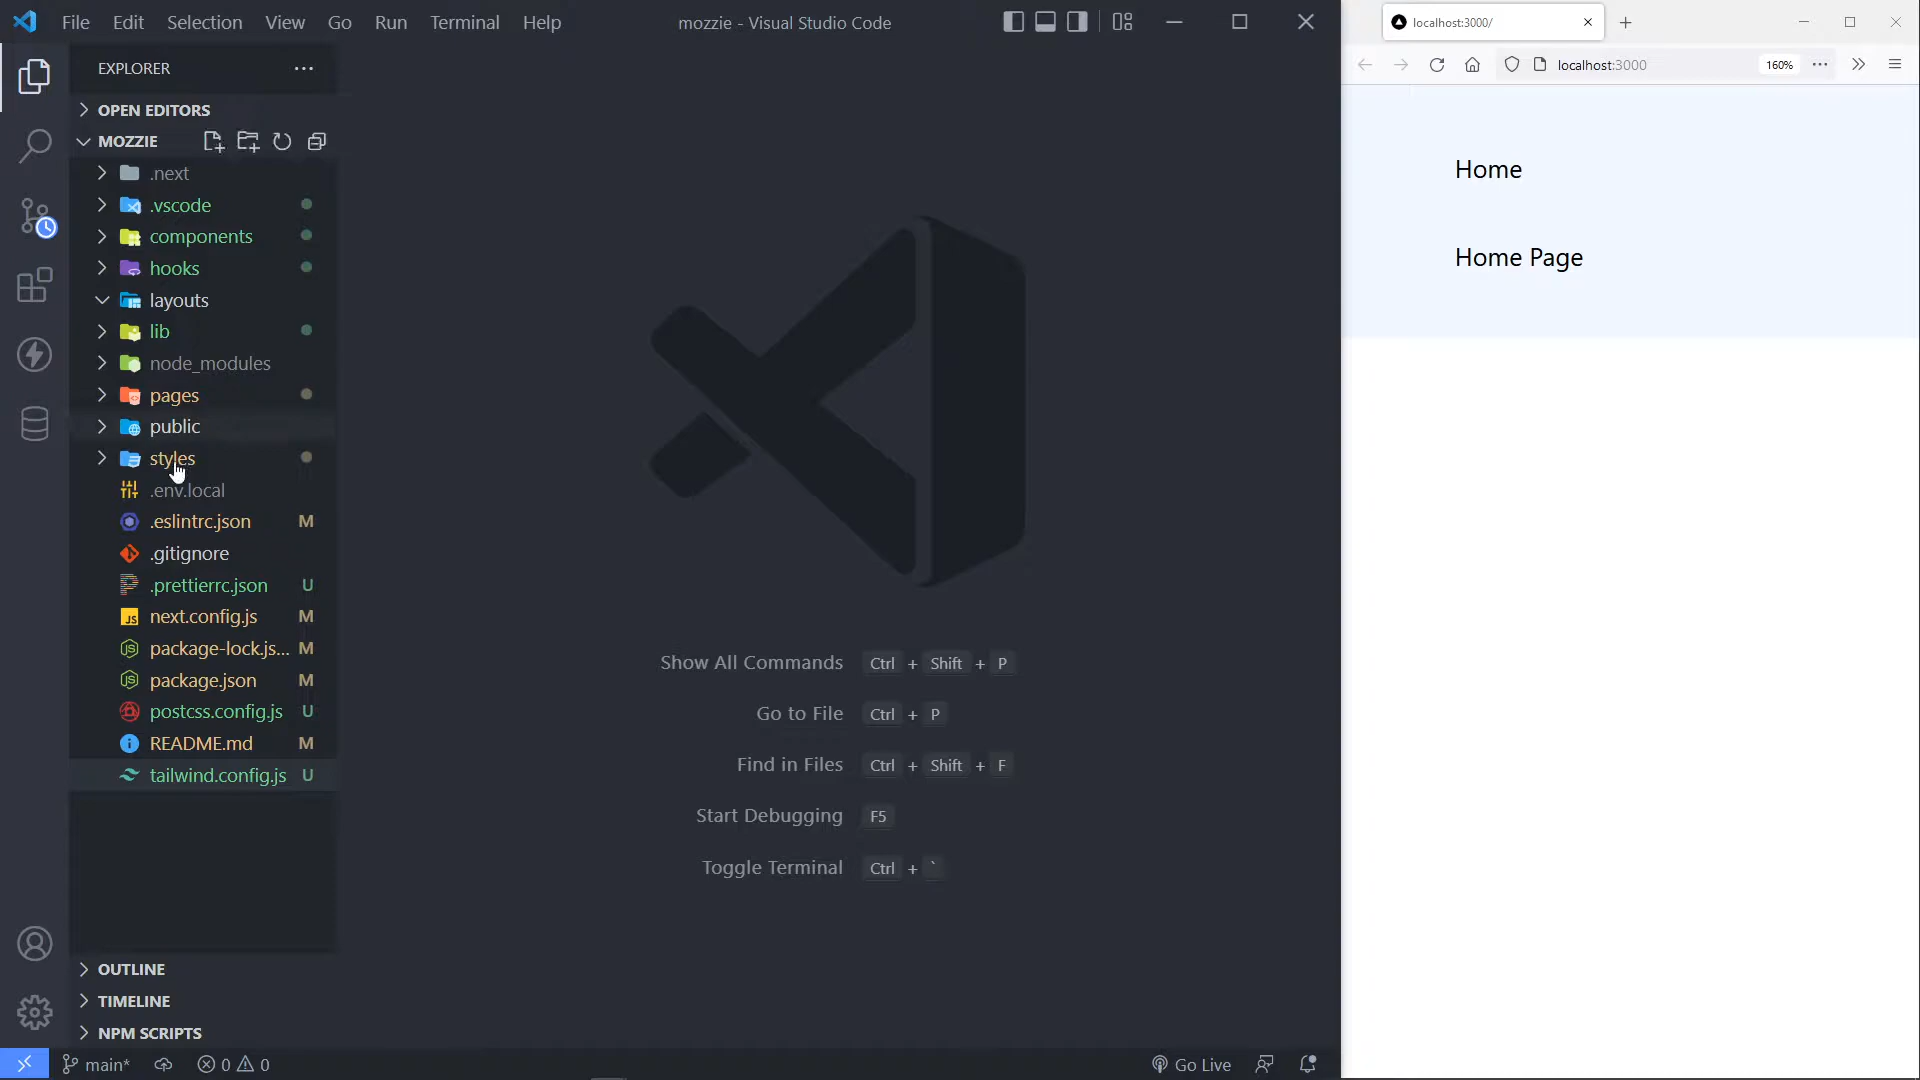 File Edit Selection View Go Run Terminal Help
mozzie - Visual Studio Code
localhost:3000/
EXPLORER
localhost:3000
160%
OPEN EDITORS
MOZZIE
.next
.vscode
components
hooks
layouts
lib
node_modules
pages
public
styles
.env.local
.eslintrc.json M
.gitignore
.prettierrc.json U
next.config.js M
package-lock.js... M
package.json M
postcss.config.js U
README.md M
tailwind.config.js U
OUTLINE
TIMELINE
NPM SCRIPTS
Show All Commands Ctrl + Shift + P
Go to File Ctrl + P
Find in Files Ctrl + Shift + F
Start Debugging F5
Toggle Terminal Ctrl + `
Home
Home Page
main* 0 0
Go Live